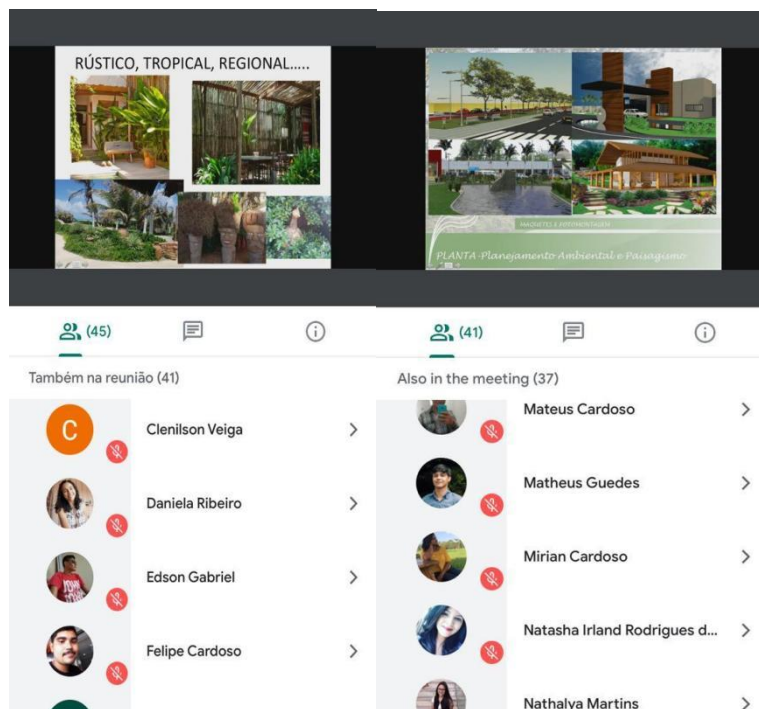 RÚSTICO, TROPICAL, REGIONAL.....
(45)
Também na reunião (41)
C
Clenilson Veiga
Daniela Ribeiro
Edson Gabriel
Felipe Cardoso
PLANTA-Planejamento Ambiental e Paisagismo
(41)
Also in the meeting (37)
Mateus Cardoso
Matheus Guedes
Mirian Cardoso
Natasha Irland Rodrigues d...
Nathalya Martins